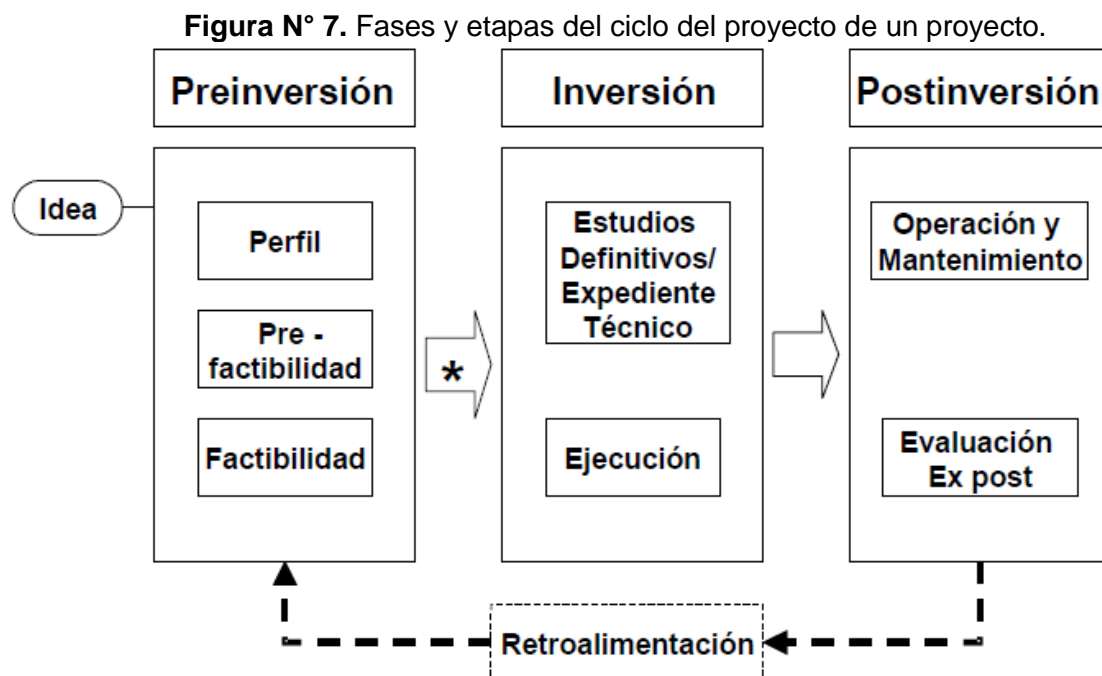 Figura N° 7. Fases y etapas del ciclo del proyecto de un proyecto.
Preinversión
Inversión
Postinversión
Idea
Perfil
Pre -
factibilidad
Factibilidad
*
Estudios
Definitivos/
Expediente
Técnico
Ejecución
Operación y
Mantenimiento
Evaluación
Ex post
Retroalimentación